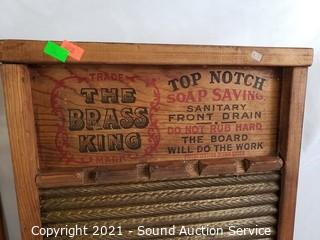 TRADE
THE
BRASS
KING
MARK
TOP NOTCH
SOAP SAVING
SANITARY
FRONT DRAIN
DO NOT RUB HARD
THE BOARD
WILL DO THE WORK
Copyright 2021 - Sound Auction Service